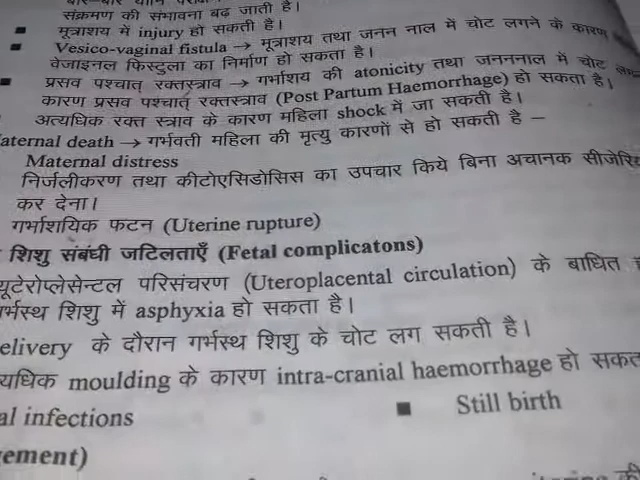 संक्रमण की संभावना बढ़ जाती है।
मूत्राशय में injury हो सकती है।
Vesico-vaginal fistula → मूत्राशय तथा जनन नाल में चोट लगने के कारण
वेजाइनल फिस्टुला का निर्माण हो सकता है।
प्रसव पश्चात् रक्तस्त्राव → गर्भाशय की atonicity तथा जनननाल में चोट
कारण प्रसव पश्चात् रक्तस्त्राव (Post Partum Haemorrhage) हो सकता है।
अत्यधिक रक्त स्त्राव के कारण महिला shock में जा सकती है।
aternal death → गर्भवती महिला की मृत्यु कारणों से हो सकती है –
Maternal distress
निर्जलीकरण तथा कीटोएसिडोसिस का उपचार किये बिना अचानक सीजेरि
कर देना।
गर्भाशयिक फटन (Uterine rupture)
शिशु संबंधी जटिलताएँ (Fetal complicatons)
यूटेरोप्लेसेन्टल परिसंचरण (Uteroplacental circulation) के बाधित
र्भस्थ शिशु में asphyxia हो सकता है।
elivery के दौरान गर्भस्थ शिशु के चोट लग सकती है।
यधिक moulding के कारण intra-cranial haemorrhage हो सकत
al infections ■ Still birth
ement)